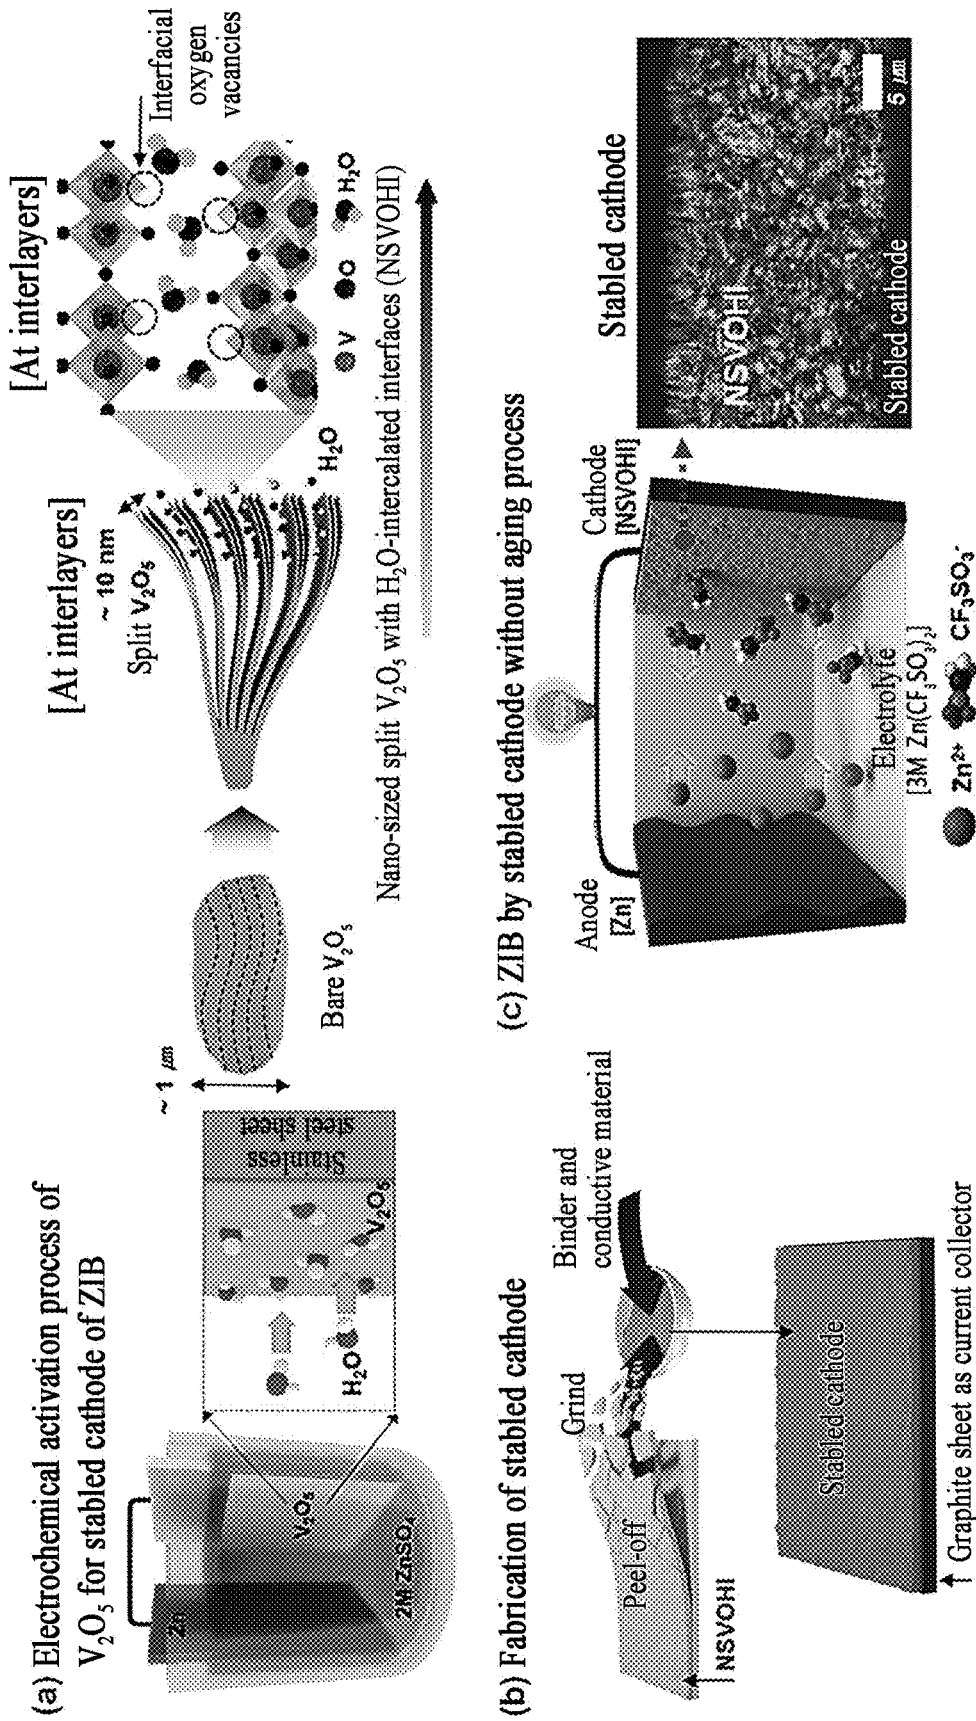 (a) Electrochemical activation process of
V₂O₅ for stabled cathode of ZIB
Zn
V₂O₅
2M ZnSO₄
H₂O
V₂O₅
Stainless
steel sheet
~ 1 μm
Bare V₂O₅
[At interlayers]
~ 10 nm
Split V₂O₅
H₂O
[At interlayers]
Interfacial
oxygen
vacancies
V O H₂O
Nano-sized split V₂O₅ with H₂O-intercalated interfaces (NSVOHI)
(b) Fabrication of stabled cathode
Peel-off
Grind
Binder and
conductive material
NSVOHI
Stabled cathode
Graphite sheet as current collector
(c) ZIB by stabled cathode without aging process
Anode
[Zn]
Cathode
[NSVOHI]
Electrolyte
[3M Zn(CF₃SO₃)₂]
Zn²⁺ CF₃SO₃⁻
Stabled cathode
NSVOHI
Stabled cathode
5 μm